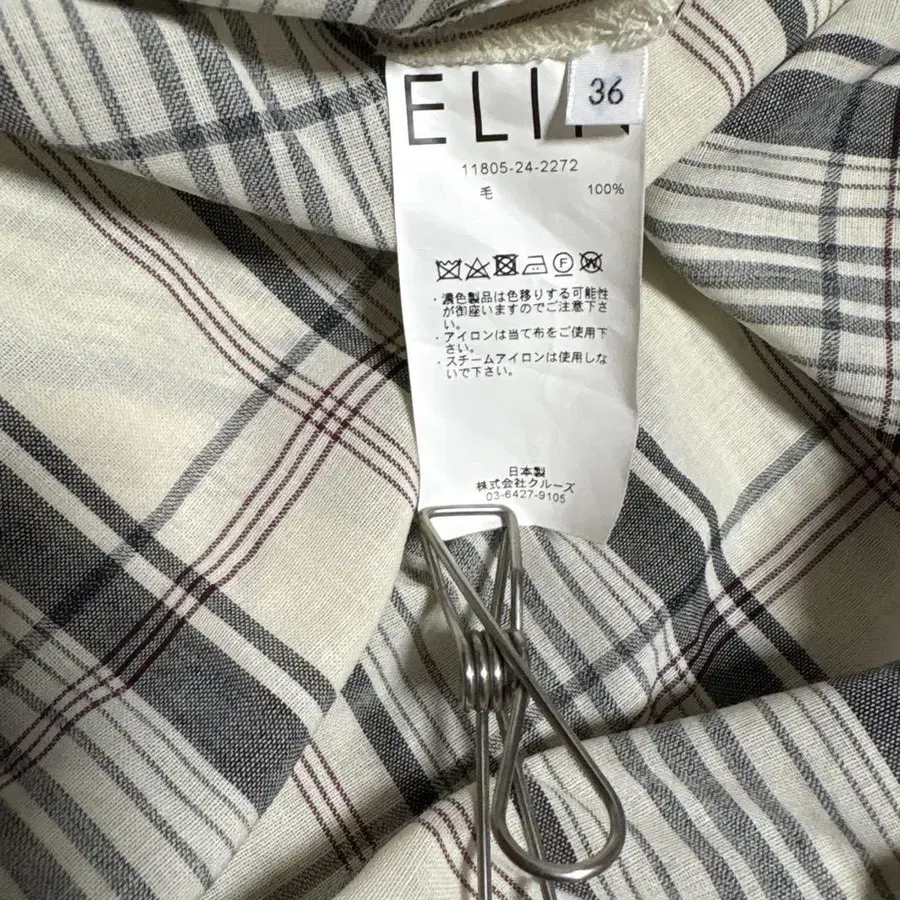 ELIN
36
11805-24-2272
毛 100%
・濃色製品は色移りする可能性
が御座いますのでご注意下さ
い。
・アイロンは当て布をご使用下
さい。
・スチームアイロンは使用しな
いで下さい。
日本製
株式会社クルーズ
03-6427-9105